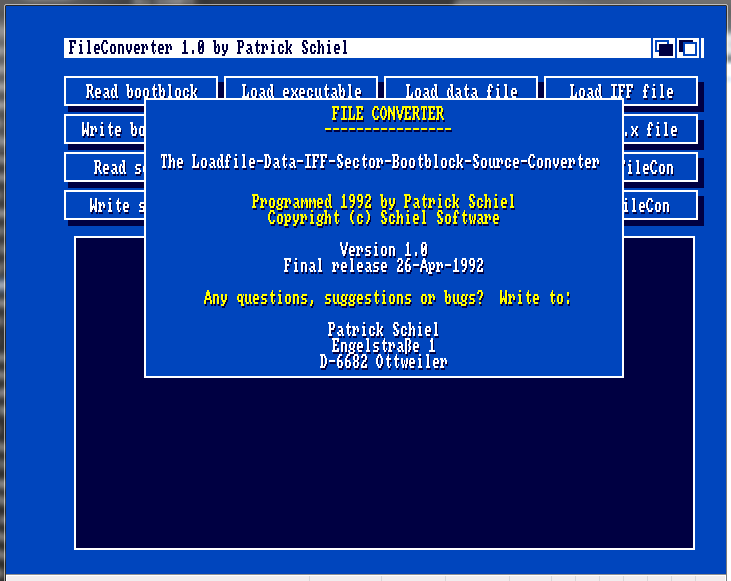 FileConverter 1.0 by Patrick Schiel
Read bootblock Load executable Load data file Load IFF file
Write .x file
Read
Write
FILE CONVERTER
----------------
The Loadfile-Data-IFF-Sector-Bootblock-Source-Converter
Programmed 1992 by Patrick Schiel
Copyright (c) Schiel Software
Version 1.0
Final release 26-Apr-1992
Any questions, suggestions or bugs? Write to:
Patrick Schiel
Engelstraße 1
D-6682 Ottweiler